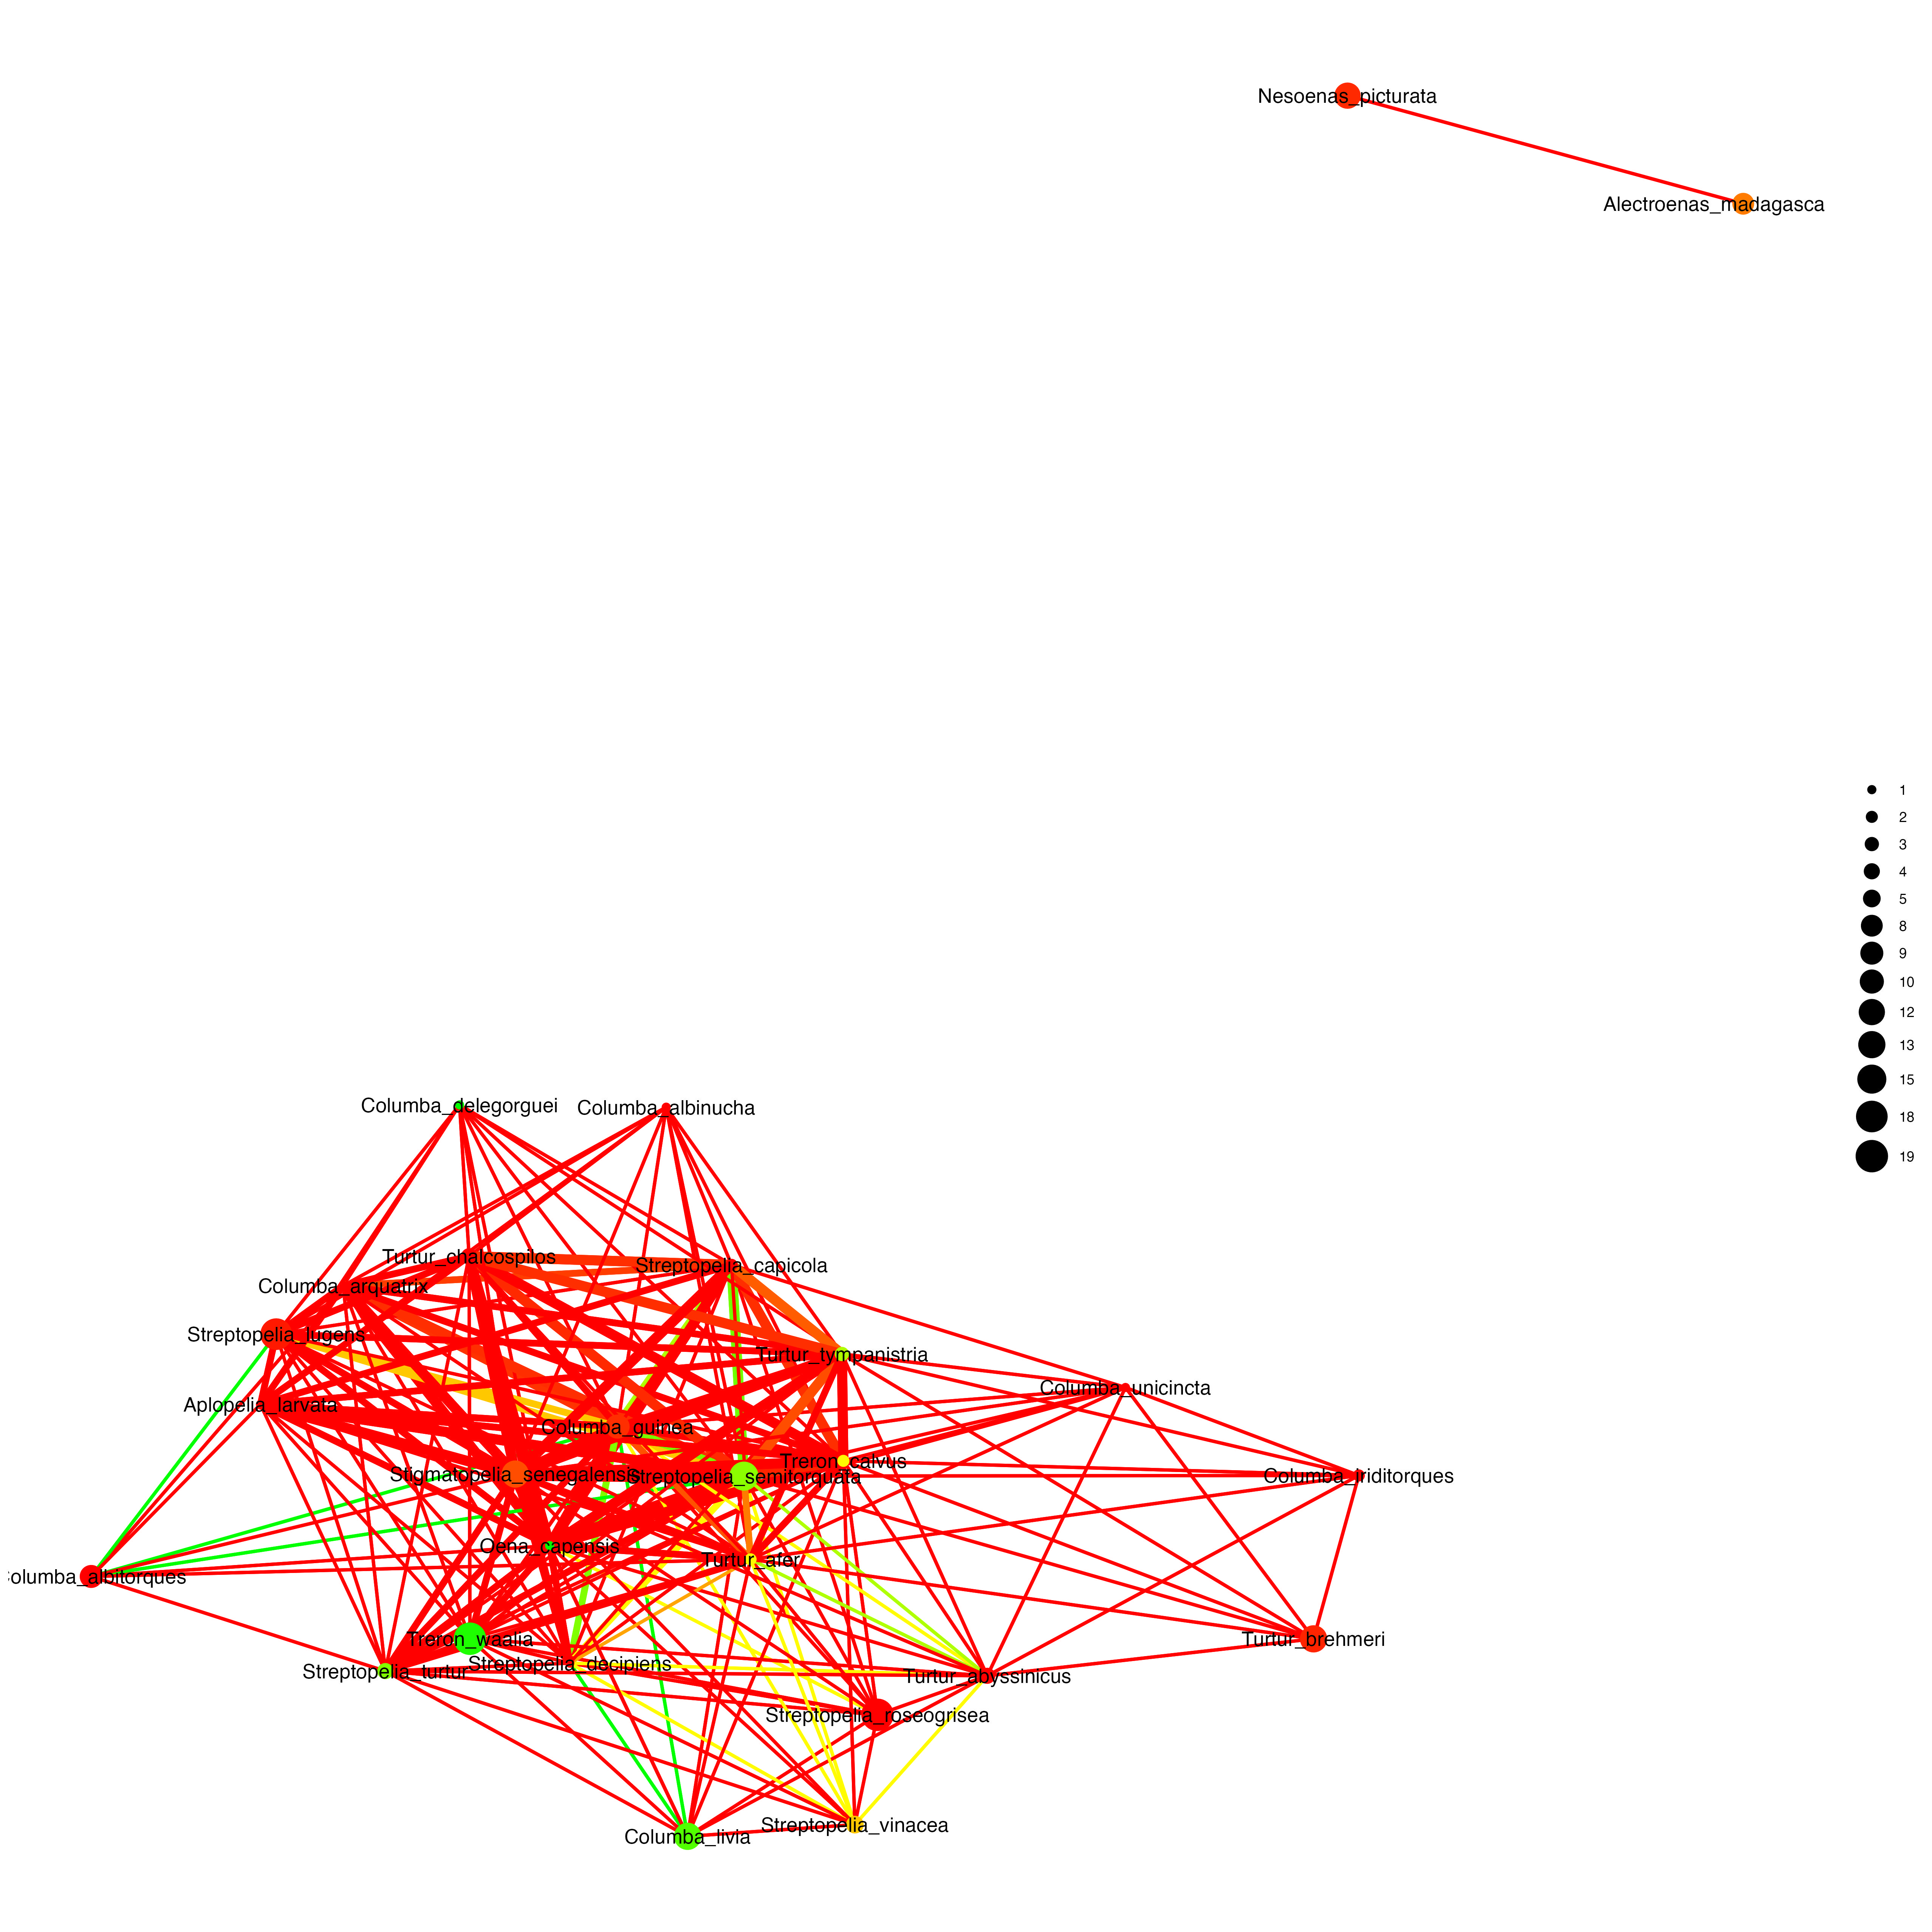 Nesoenas_picturata
Alectroenas_madagasca
1
2
3
4
5
8
9
10
12
13
15
18
19
Columba_delegorguei
Columba_albinucha
Turtur_chalcospilos
Streptopelia_capicola
Columba_arquatrix
Streptopelia_lugens
Turtur_tympanistria
Columba_unicincta
Aplopelia_larvata
Columba_guinea
Treron_calvus
Stigmatopelia_senegalensis
Streptopelia_semitorquata
Columba_iriditorques
Oena_capensis
Turtur_afer
Columba_albitorques
Treron_waalia
Turtur_brehmeri
Streptopelia_decipiens
Streptopelia_turtur
Turtur_abyssinicus
Streptopelia_roseogrisea
Streptopelia_vinacea
Columba_livia